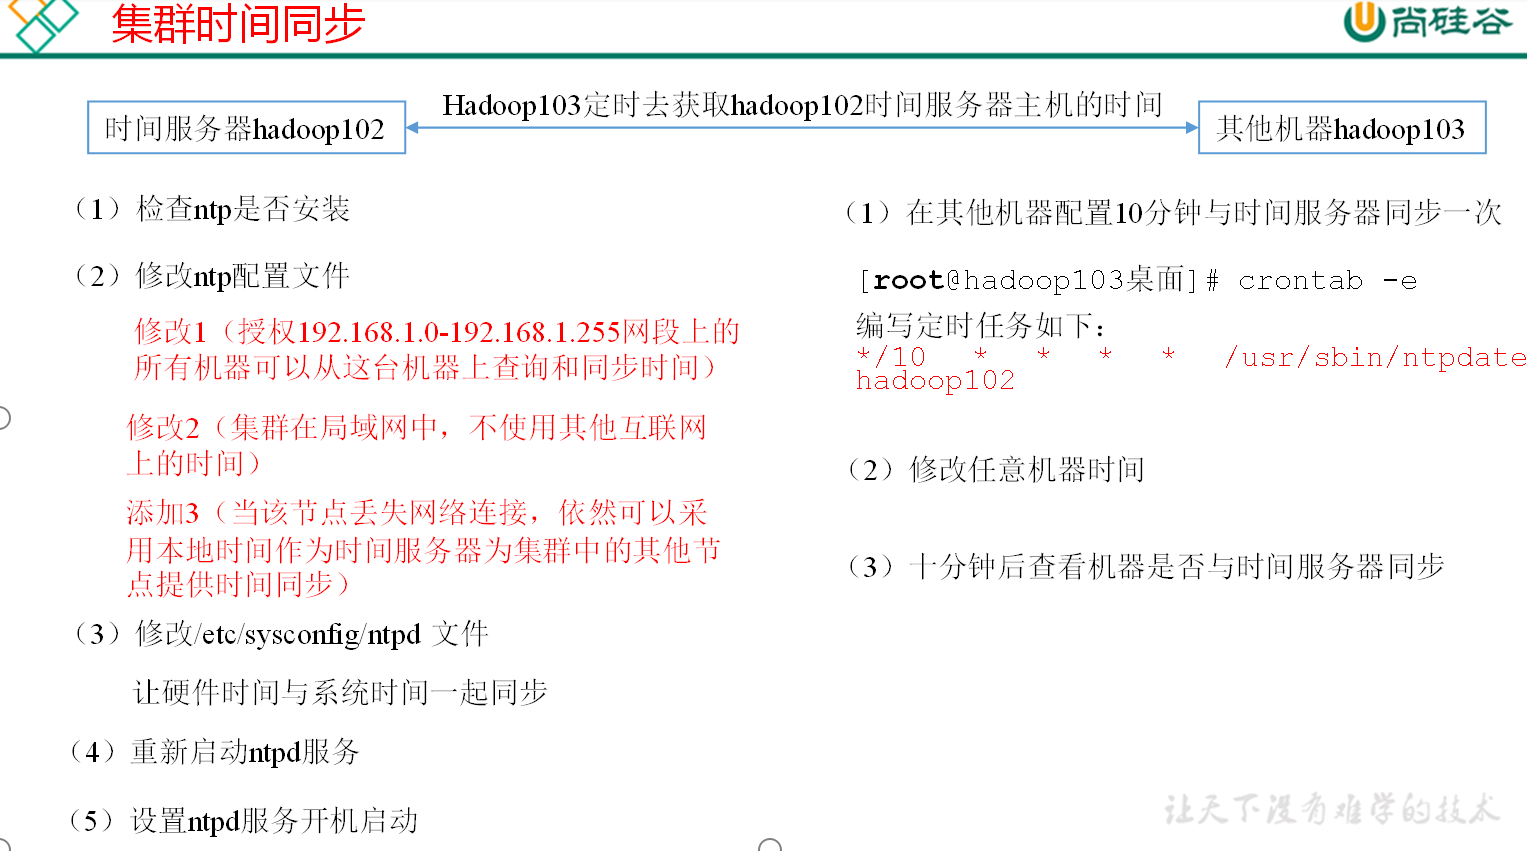 集群时间同步
尚硅谷
时间服务器hadoop102
Hadoop103定时去获取hadoop102时间服务器主机的时间
其他机器hadoop103
（1）检查ntp是否安装
（2）修改ntp配置文件
修改1（授权192.168.1.0-192.168.1.255网段上的
所有机器可以从这台机器上查询和同步时间）
修改2（集群在局域网中，不使用其他互联网
上的时间）
添加3（当该节点丢失网络连接，依然可以采
用本地时间作为时间服务器为集群中的其他节
点提供时间同步）
（3）修改/etc/sysconfig/ntpd 文件
让硬件时间与系统时间一起同步
（4）重新启动ntpd服务
（5）设置ntpd服务开机启动
（1）在其他机器配置10分钟与时间服务器同步一次
[root@hadoop103桌面]# crontab -e
编写定时任务如下：
*/10 * * * * /usr/sbin/ntpdate
hadoop102
（2）修改任意机器时间
（3）十分钟后查看机器是否与时间服务器同步
让天下没有难学的技术